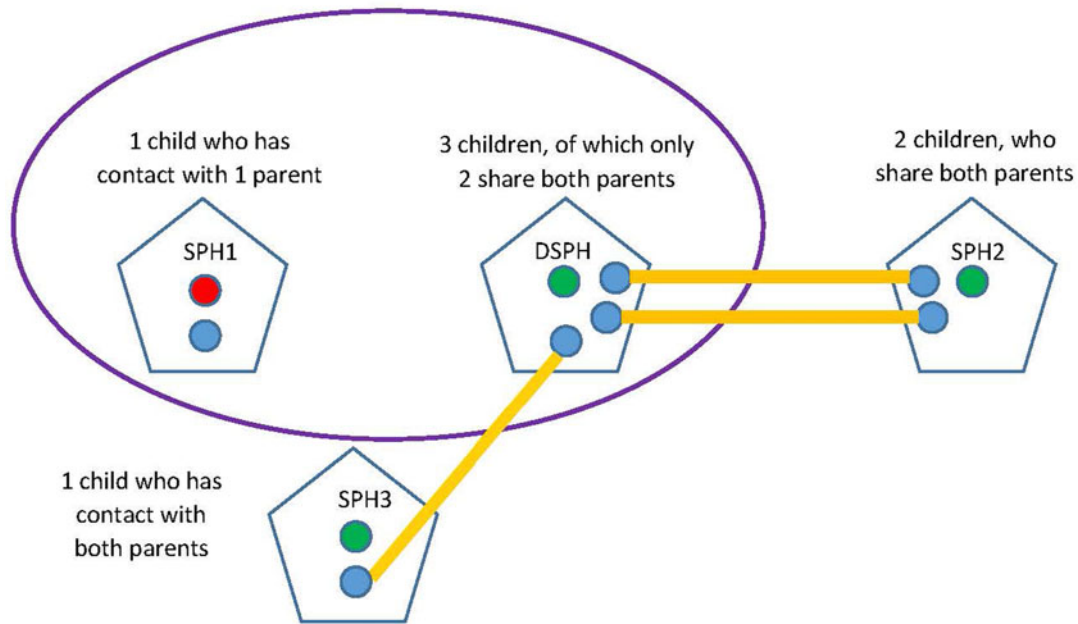 1 child who has
contact with 1 parent
SPH1
3 children, of which only
2 share both parents
DSPH
2 children, who
share both parents
SPH2
1 child who has
contact with
both parents
SPH3